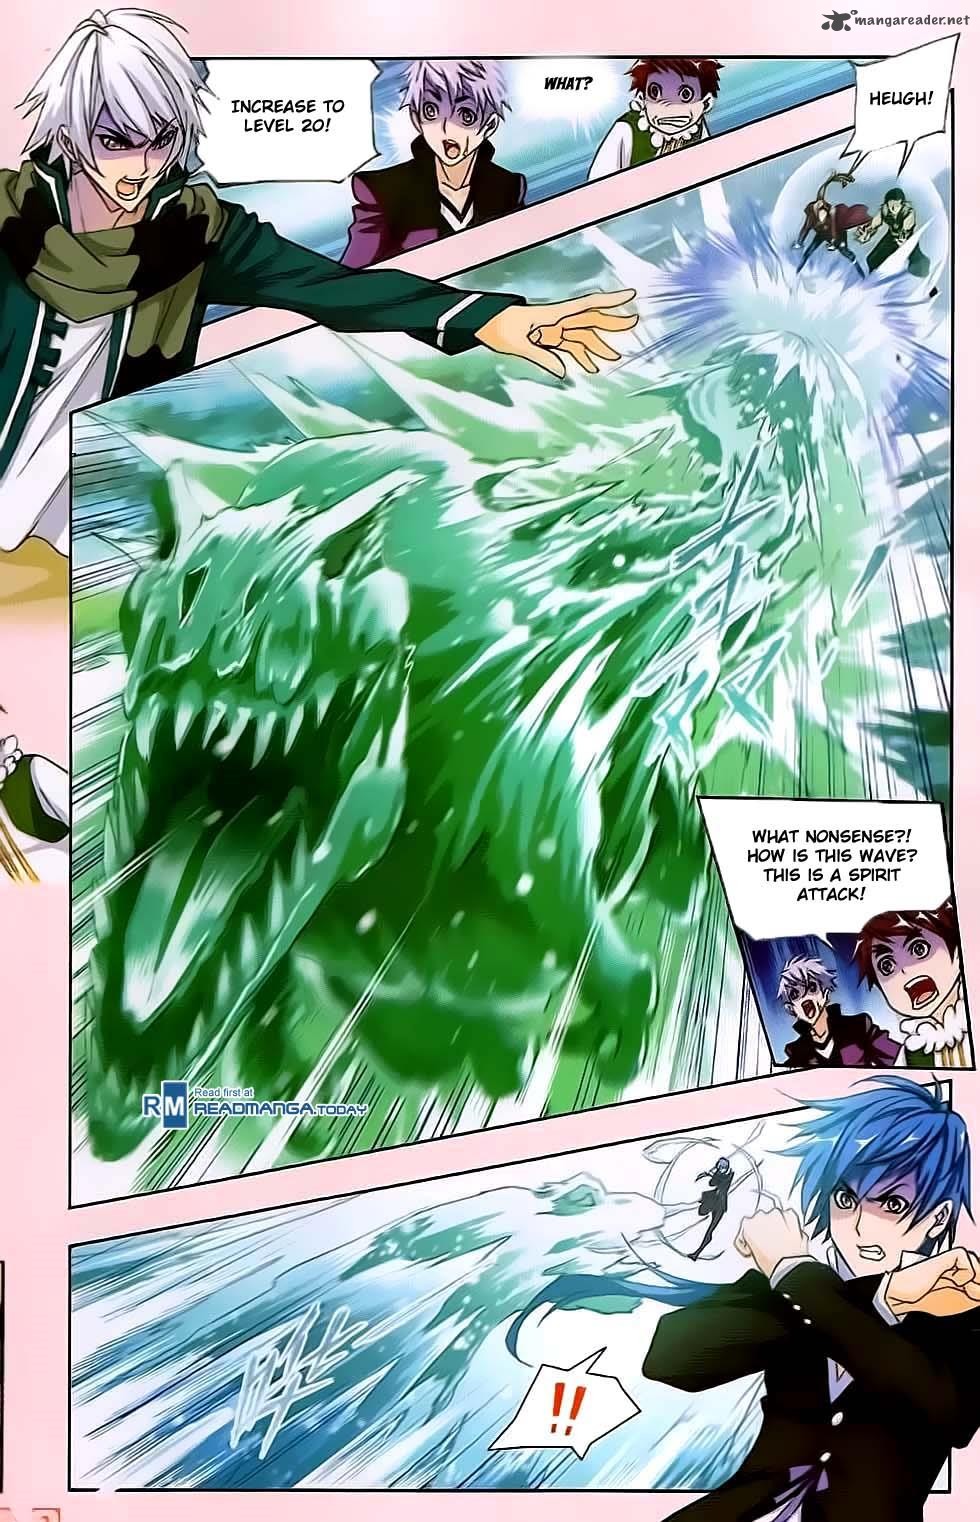 mangareader.net
INCREASE TO
LEVEL 20!
WHAT?
HEUGH!
WHAT NONSENSE?!
HOW IS THIS WAVE?
THIS IS A SPIRIT
ATTACK!
RM
Read first at
READMANGA.TODAY
!!